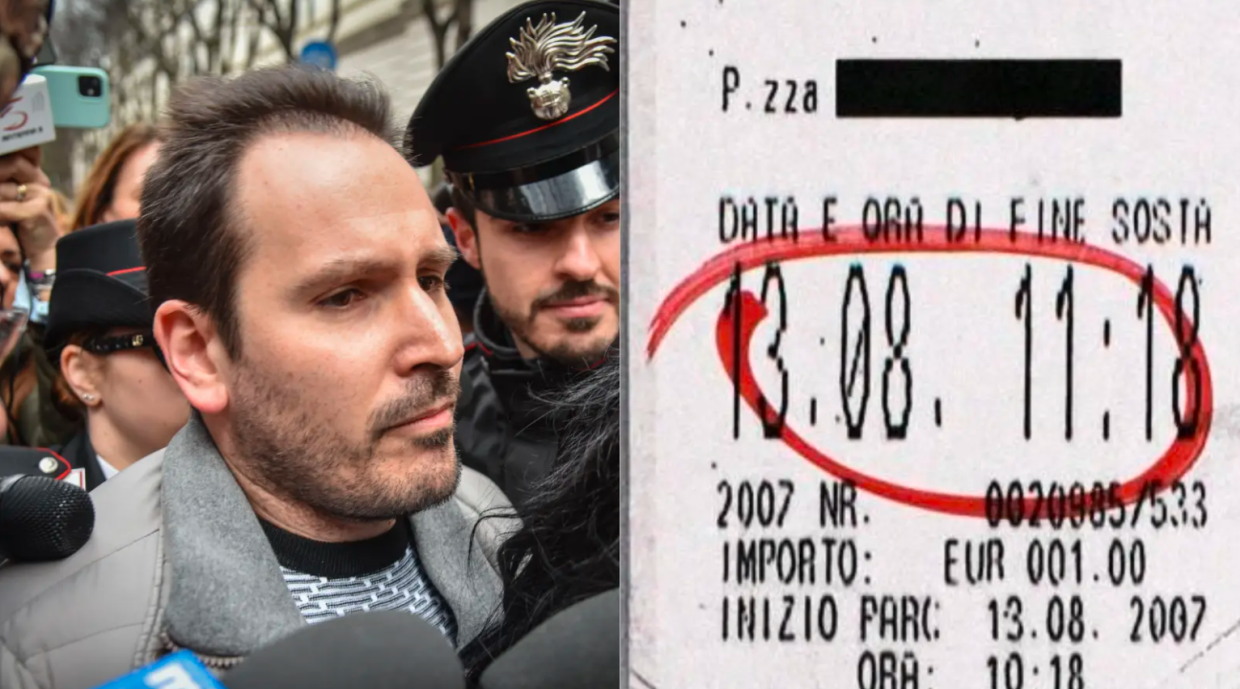 P.zza
DATA E ORA DI FINE SOSTA
13.08. 11:18
2007 NR. 0020985/533
IMPORTO: EUR 001.00
INIZIO PARC: 13.08. 2007
ORA: 10:18